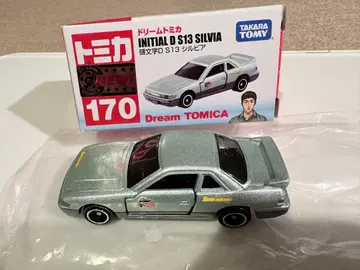 トミカ
ドリームトミカ
INITIAL D S13 SILVIA
頭文字D S13 シルビア
TAKARA
TOMY
170
Dream TOMICA